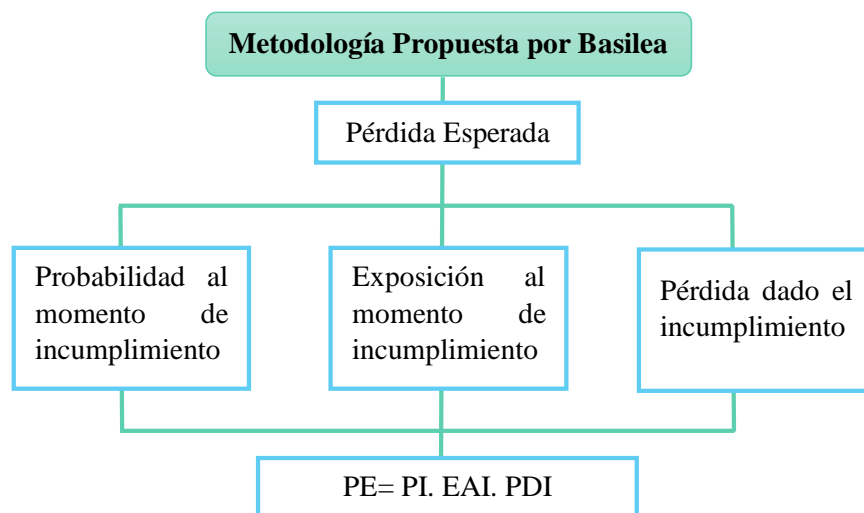 Metodología Propuesta por Basilea
Pérdida Esperada
Probabilidad al
momento de
incumplimiento
Exposición al
momento de
incumplimiento
Pérdida dado el
incumplimiento
PE= PI. EAI. PDI